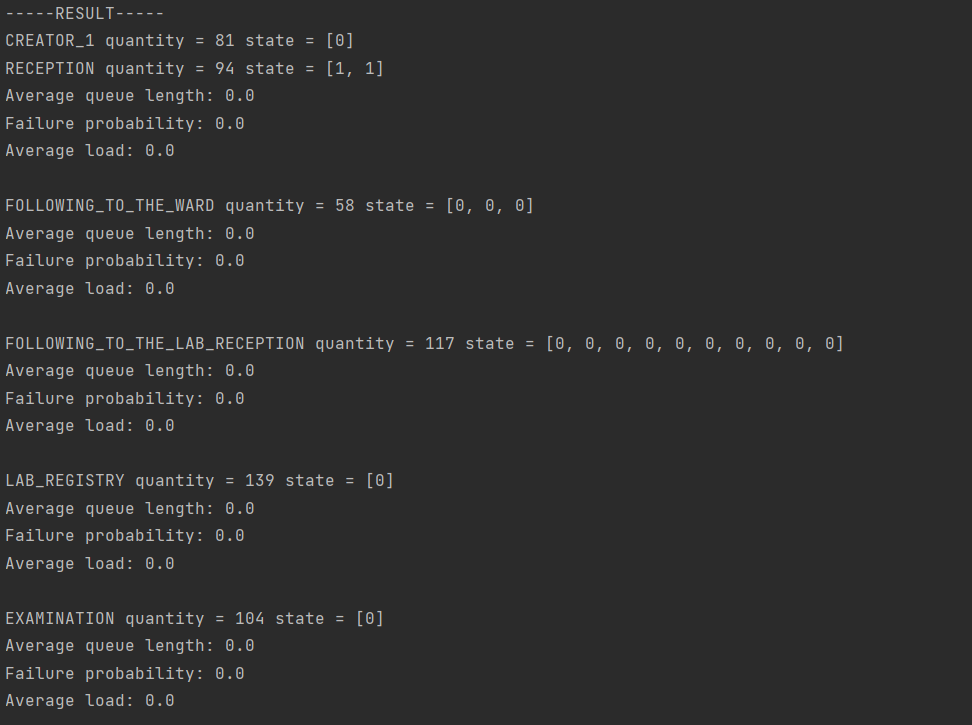 -----RESULT-----
CREATOR_1 quantity = 81 state = [0]
RECEPTION quantity = 94 state = [1, 1]
Average queue length: 0.0
Failure probability: 0.0
Average load: 0.0
FOLLOWING_TO_THE_WARD quantity = 58 state = [0, 0, 0]
Average queue length: 0.0
Failure probability: 0.0
Average load: 0.0
FOLLOWING_TO_THE_LAB_RECEPTION quantity = 117 state = [0, 0, 0, 0, 0, 0, 0, 0, 0, 0]
Average queue length: 0.0
Failure probability: 0.0
Average load: 0.0
LAB_REGISTRY quantity = 139 state = [0]
Average queue length: 0.0
Failure probability: 0.0
Average load: 0.0
EXAMINATION quantity = 104 state = [0]
Average queue length: 0.0
Failure probability: 0.0
Average load: 0.0